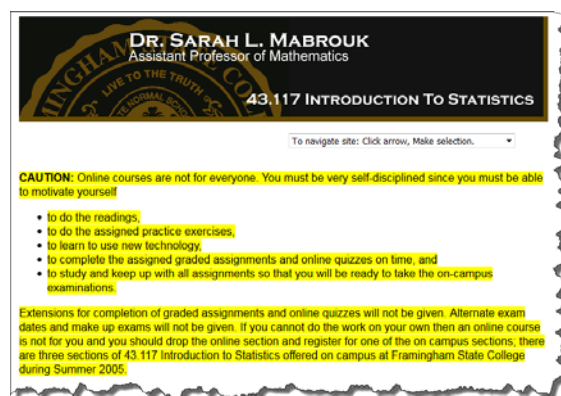 DR. SARAH L. MABROUK
Assistant Professor of Mathematics
MINGHAM STATE COL
LIVE TO THE TRUTH
TE NORMAL SCHOOL
43.117 INTRODUCTION TO STATISTICS
To navigate site: Click arrow, Make selection.
CAUTION: Online courses are not for everyone. You must be very self-disciplined since you must be able
to motivate yourself
• to do the readings,
• to do the assigned practice exercises,
• to learn to use new technology,
• to complete the assigned graded assignments and online quizzes on time, and
• to study and keep up with all assignments so that you will be ready to take the on-campus
examinations.
Extensions for completion of graded assignments and online quizzes will not be given. Alternate exam
dates and make up exams will not be given. If you cannot do the work on your own then an online course
is not for you and you should drop the online section and register for one of the on campus sections; there
are three sections of 43.117 Introduction to Statistics offered on campus at Framingham State College
during Summer 2005.